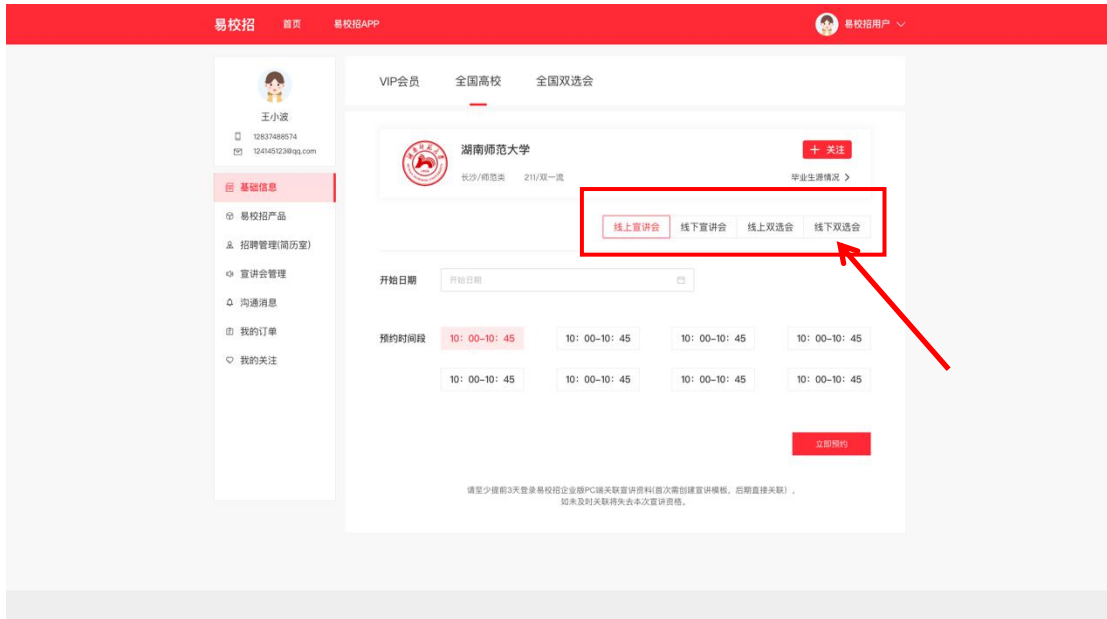 易校招 首页 易校招APP 易校招用户
王小波
12837488574
1241451239@qq.com
基础信息
易校招产品
招聘管理(简历室)
宣讲会管理
沟通消息
我的订单
我的关注
VIP会员 全国高校 全国双选会
湖南师范大学
长沙/师范类 211/双一流
+ 关注
毕业生源情况
线上宣讲会 线下宣讲会 线上双选会 线下双选会
开始日期 开始日期
预约时间段 10：00-10：45 10：00-10：45 10：00-10：45 10：00-10：45
10：00-10：45 10：00-10：45 10：00-10：45 10：00-10：45
立即预约
请至少提前3天登录易校招企业版PC端关联宣讲资料(首次需创建宣讲模板，后期直接关联)，
如未及时关联将失去本次宣讲资格。